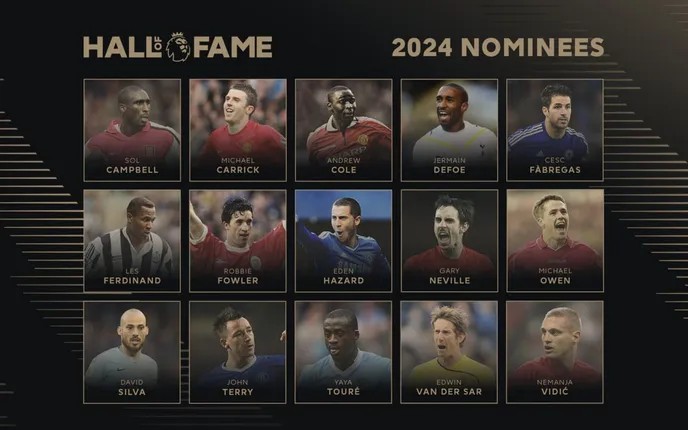 HALL OF FAME
2024 NOMINEES
SOL
CAMPBELL
MICHAEL
CARRICK
ANDREW
COLE
JERMAIN
DEFOE
CESC
FÀBREGAS
LES
FERDINAND
ROBBIE
FOWLER
EDEN
HAZARD
GARY
NEVILLE
MICHAEL
OWEN
DAVID
SILVA
JOHN
TERRY
YAYA
TOURÉ
EDWIN
VAN DER SAR
NEMANJA
VIDIĆ